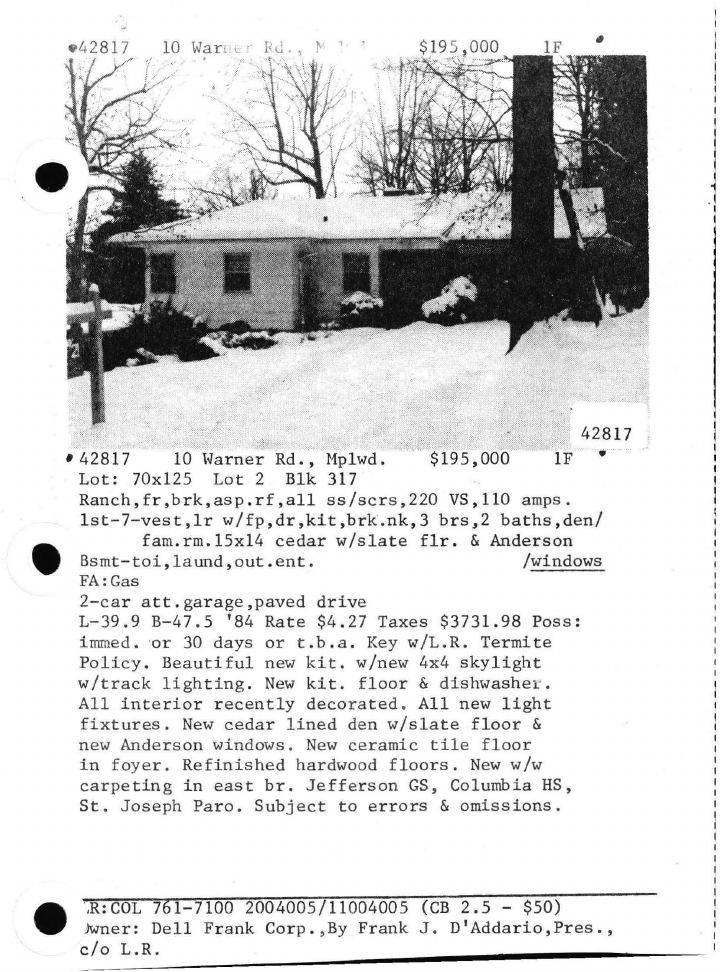 42817 10 Warner Rd., $195,000 1F
42817
42817 10 Warner Rd., Mplwd. $195,000 1F
Lot: 70x125 Lot 2 Blk 317
Ranch,fr,brk,asp.rf,all ss/scrs,220 VS,110 amps.
1st-7-vest,lr w/fp,dr,kit,brk.nk,3 brs,2 baths,den/
fam.rm.15x14 cedar w/slate flr. & Anderson
Bsmt-toi,laund,out.ent. /windows
FA:Gas
2-car att.garage,paved drive
L-39.9 B-47.5 '84 Rate $4.27 Taxes $3731.98 Poss:
immed. or 30 days or t.b.a. Key w/L.R. Termite
Policy. Beautiful new kit. w/new 4x4 skylight
w/track lighting. New kit. floor & dishwasher.
All interior recently decorated. All new light
fixtures. New cedar lined den w/slate floor &
new Anderson windows. New ceramic tile floor
in foyer. Refinished hardwood floors. New w/w
carpeting in east br. Jefferson GS, Columbia HS,
St. Joseph Paro. Subject to errors & omissions.
R:COL 761-7100 2004005/11004005 (CB 2.5 - $50)
Owner: Dell Frank Corp.,By Frank J. D'Addario,Pres.,
c/o L.R.